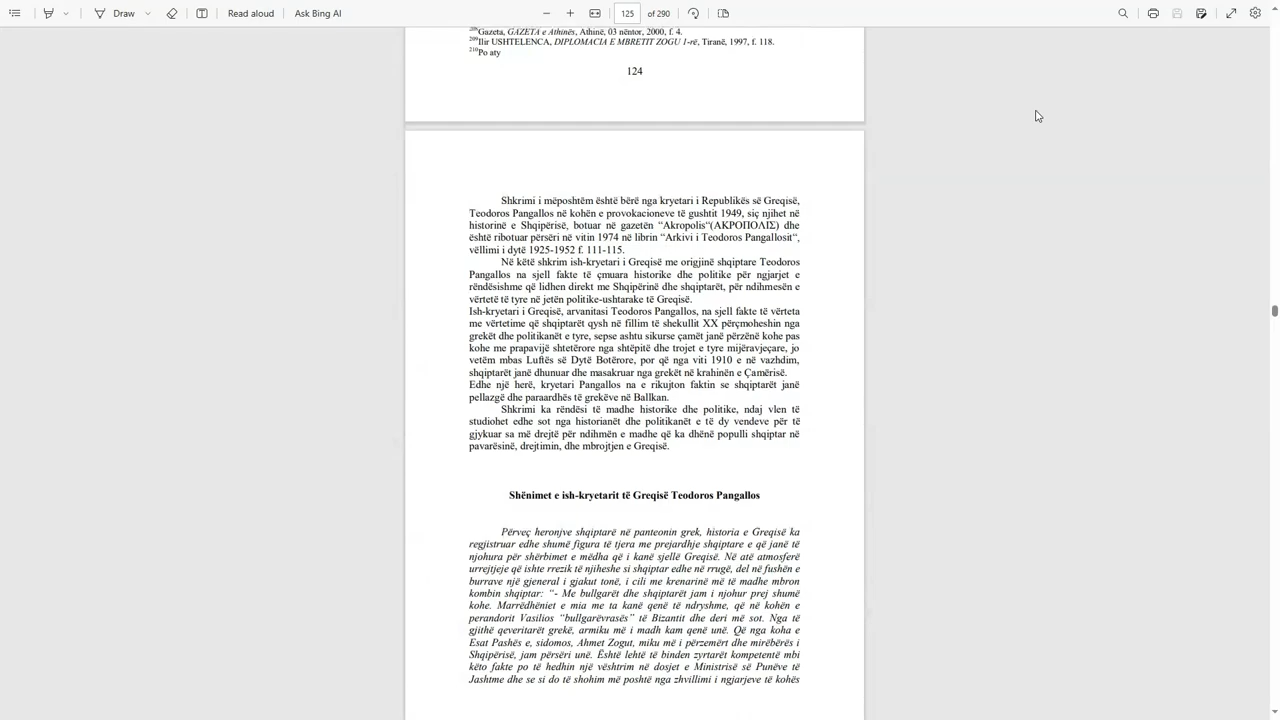 Draw
Read aloud
Ask Bing AI
125
of 290
209Gazeta, GAZETA e Athinës, Athinë, 03 nëntor, 2000, f. 4.
209Ilir USHTELENCA, DIPLOMACIA E MBRETIT ZOGU 1-rë, Tiranë, 1997, f. 118.
210Po aty
124
Shkrimi i mëposhtëm është bërë nga kryetari i Republikës së Greqisë,
Teodoros Pangallos në kohën e provokacioneve të gushtit 1949, siç njihet në
historinë e Shqipërisë, botuar në gazetën “Akropolis“(ΑΚΡΟΠΟΛΙΣ) dhe
është ribotuar përsëri në vitin 1974 në librin “Arkivi i Teodoros Pangallosit“,
vëllimi i dytë 1925-1952 f. 111-115.
Në këtë shkrim ish-kryetari i Greqisë me origjinë shqiptare Teodoros
Pangallos na sjell fakte të çmuara historike dhe politike për ngjarjet e
rëndësishme që lidhen direkt me Shqipërinë dhe shqiptarët, për ndihmesën e
vërtetë të tyre në jetën politike-ushtarake të Greqisë.
Ish-kryetari i Greqisë, arvanitasi Teodoros Pangallos, na sjell fakte të vërteta
me vërtetime që shqiptarët qysh në fillim të shekullit XX përçmoheshin nga
grekët dhe politikanët e tyre, sepse ashtu sikurse çamët janë përzënë kohe pas
kohe me prapavijë shtetërore nga shtëpitë dhe trojet e tyre mijëravjeçare, jo
vetëm mbas Luftës së Dytë Botërore, por që nga viti 1910 e në vazhdim,
shqiptarët janë dhunuar dhe masakruar nga grekët në krahinën e Çamërisë.
Edhe një herë, kryetari Pangallos na e rikujton faktin se shqiptarët janë
pellazgë dhe paraardhës të grekëve në Ballkan.
Shkrimi ka rëndësi të madhe historike dhe politike, ndaj vlen të
studiohet edhe sot nga historianët dhe politikanët e të dy vendeve për të
gjykuar sa më drejtë për ndihmën e madhe që ka dhënë populli shqiptar në
pavarësinë, drejtimin, dhe mbrojtjen e Greqisë.
Shënimet e ish-kryetarit të Greqisë Teodoros Pangallos
Përveç heronjve shqiptarë në panteonin grek, historia e Greqisë ka
regjistruar edhe shumë figura të tjera me prejardhje shqiptare e që janë të
njohura për shërbimet e mëdha që i kanë sjellë Greqisë. Në atë atmosferë
urrejtjeje që ishte rrezik të njiheshe si shqiptar edhe në rrugë, del në fushën e
burrave një gjeneral i gjakut tonë, i cili me krenarinë më të madhe mbron
kombin shqiptar: “- Me bullgarët dhe shqiptarët jam i njohur prej shumë
kohe. Marrëdhëniet e mia me ta kanë qenë të ndryshme, që në kohën e
perandorit Vasilios “bullgarëvrasës” të Bizantit dhe deri më sot. Nga të
gjithë qeveritarët grekë, armiku më i madh kam qenë unë. Që nga koha e
Esat Pashës e, sidomos, Ahmet Zogut, miku më i përzemërt dhe mirëbërës i
Shqipërisë, jam përsëri unë. Është lehtë të binden zyrtarët kompetentë mbi
këto fakte po të hedhin një vështrim në dosjet e Ministrisë së Punëve të
Jashtme dhe se si do të shohim më poshtë nga zhvillimi i ngjarjeve të kohës